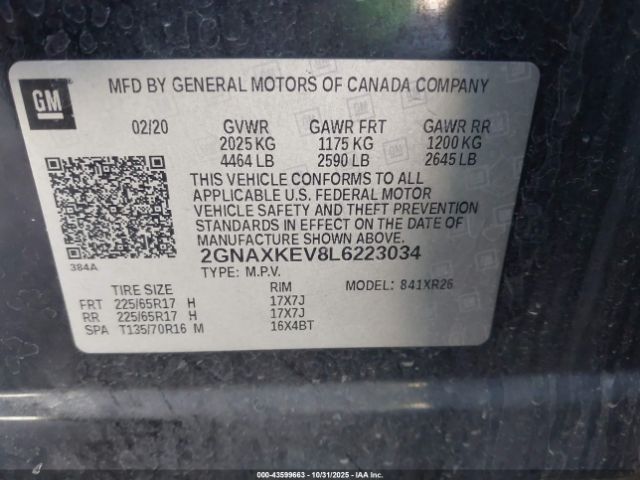 GM
MFD BY GENERAL MOTORS OF CANADA COMPANY
02/20 GVWR GAWR FRT GAWR RR
2025 KG 1175 KG 1200 KG
4464 LB 2590 LB 2645 LB
THIS VEHICLE CONFORMS TO ALL
APPLICABLE U.S. FEDERAL MOTOR
VEHICLE SAFETY AND THEFT PREVENTION
STANDARDS IN EFFECT ON THE DATE OF
MANUFACTURE SHOWN ABOVE.
384A
2GNAXKEV8L6223034
TYPE: M.P.V.
TIRE SIZE RIM MODEL: 841XR26
FRT 225/65R17 H 17X7J
RR 225/65R17 H 17X7J
SPA T135/70R16 M 16X4BT
000-43599663 - 10/31/2025 - IAA Inc.